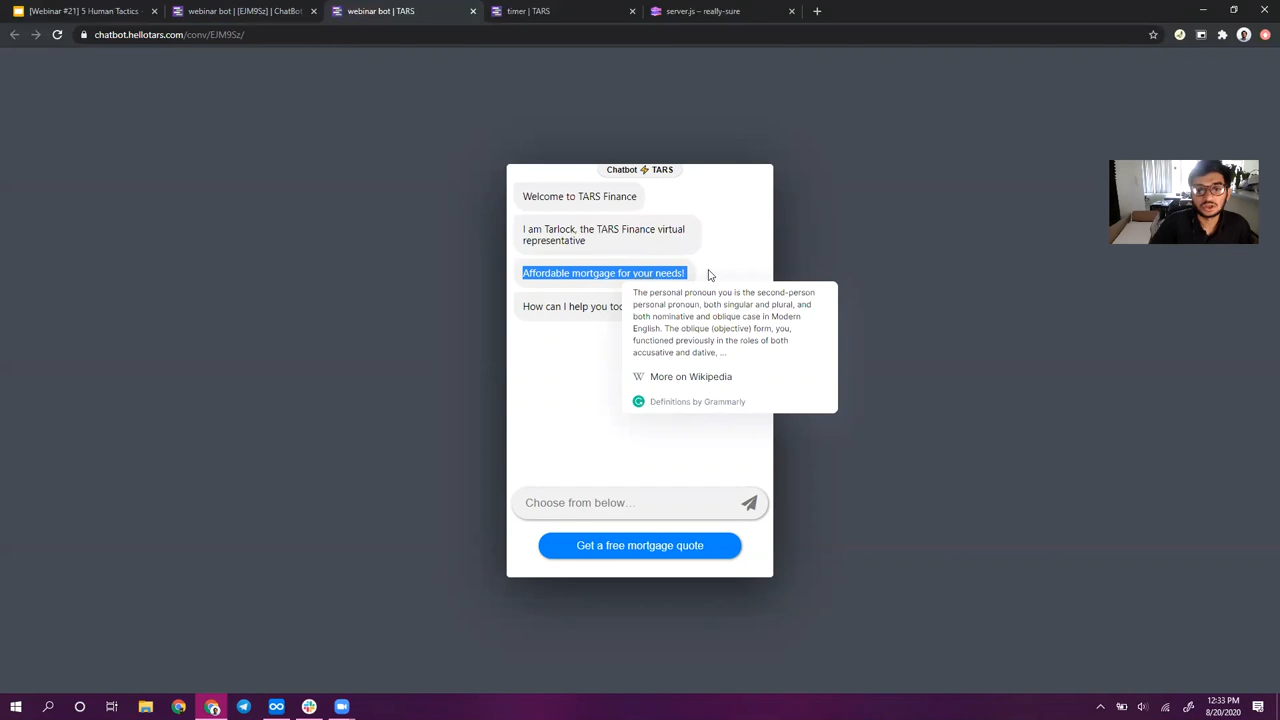 [Webinar #21] 5 Human Tactics -
webinar bot | [EJM9Sz] | ChatBot
webinar bot | TARS
timer | TARS
server.js – really-sure
chatbot.hellotars.com/conv/EJM9Sz/
Chatbot ⚡ TARS
Welcome to TARS Finance
I am Tarlock, the TARS Finance virtual
representative
Affordable mortgage for your needs!
How can I help you
The personal pronoun you is the second-person
personal pronoun, both singular and plural, and
both nominative and oblique case in Modern
English. The oblique (objective) form, you,
functioned previously in the roles of both
accusative and dative, ...
W More on Wikipedia
Definitions by Grammarly
Choose from below...
Get a free mortgage quote
12:33 PM
8/20/2020